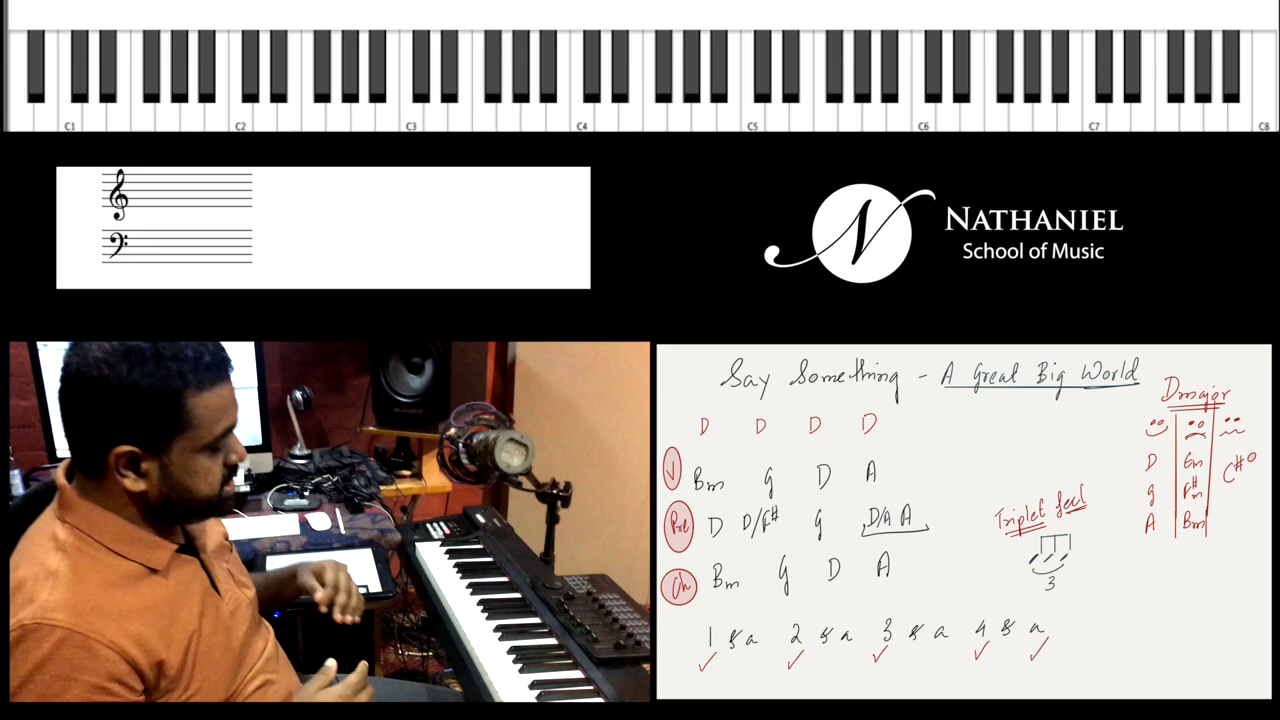 C1 C2 C3 C4 C5 C6 C7 C8
NATHANIEL
School of Music
M-AUDIO
Say Something - A Great Big World
D major
D D D D
V Bm G D A
D Em C#o
G F#m
A Bm
Pre D D/F# G D/A A
Triplet feel
3
Ch Bm G D A
1 & a 2 & a 3 & a 4 & a